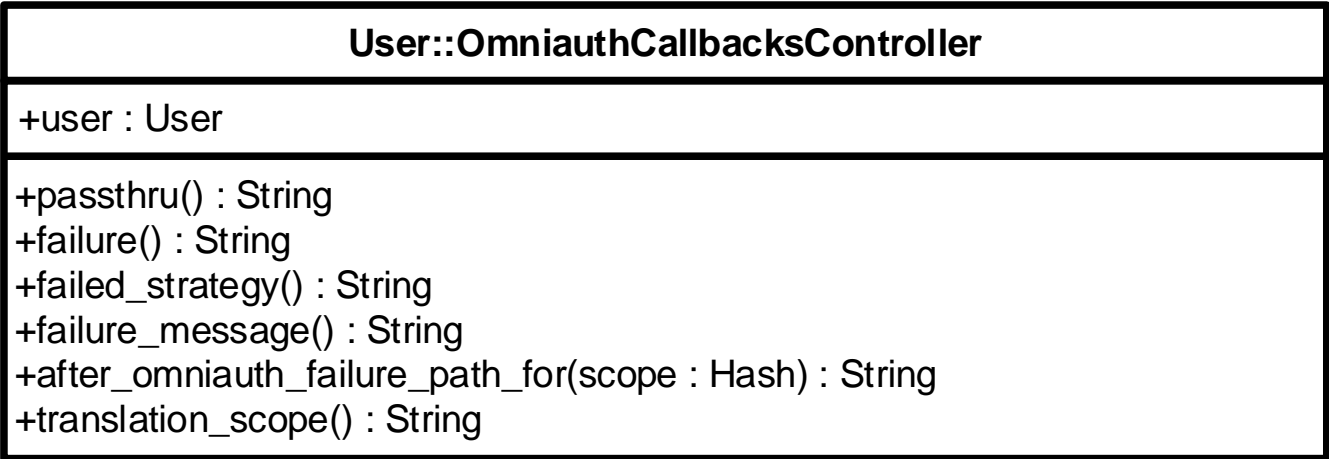 User::OmniauthCallbacksController
+user : User
+passthru() : String
+failure() : String
+failed_strategy() : String
+failure_message() : String
+after_omniauth_failure_path_for(scope : Hash) : String
+translation_scope() : String